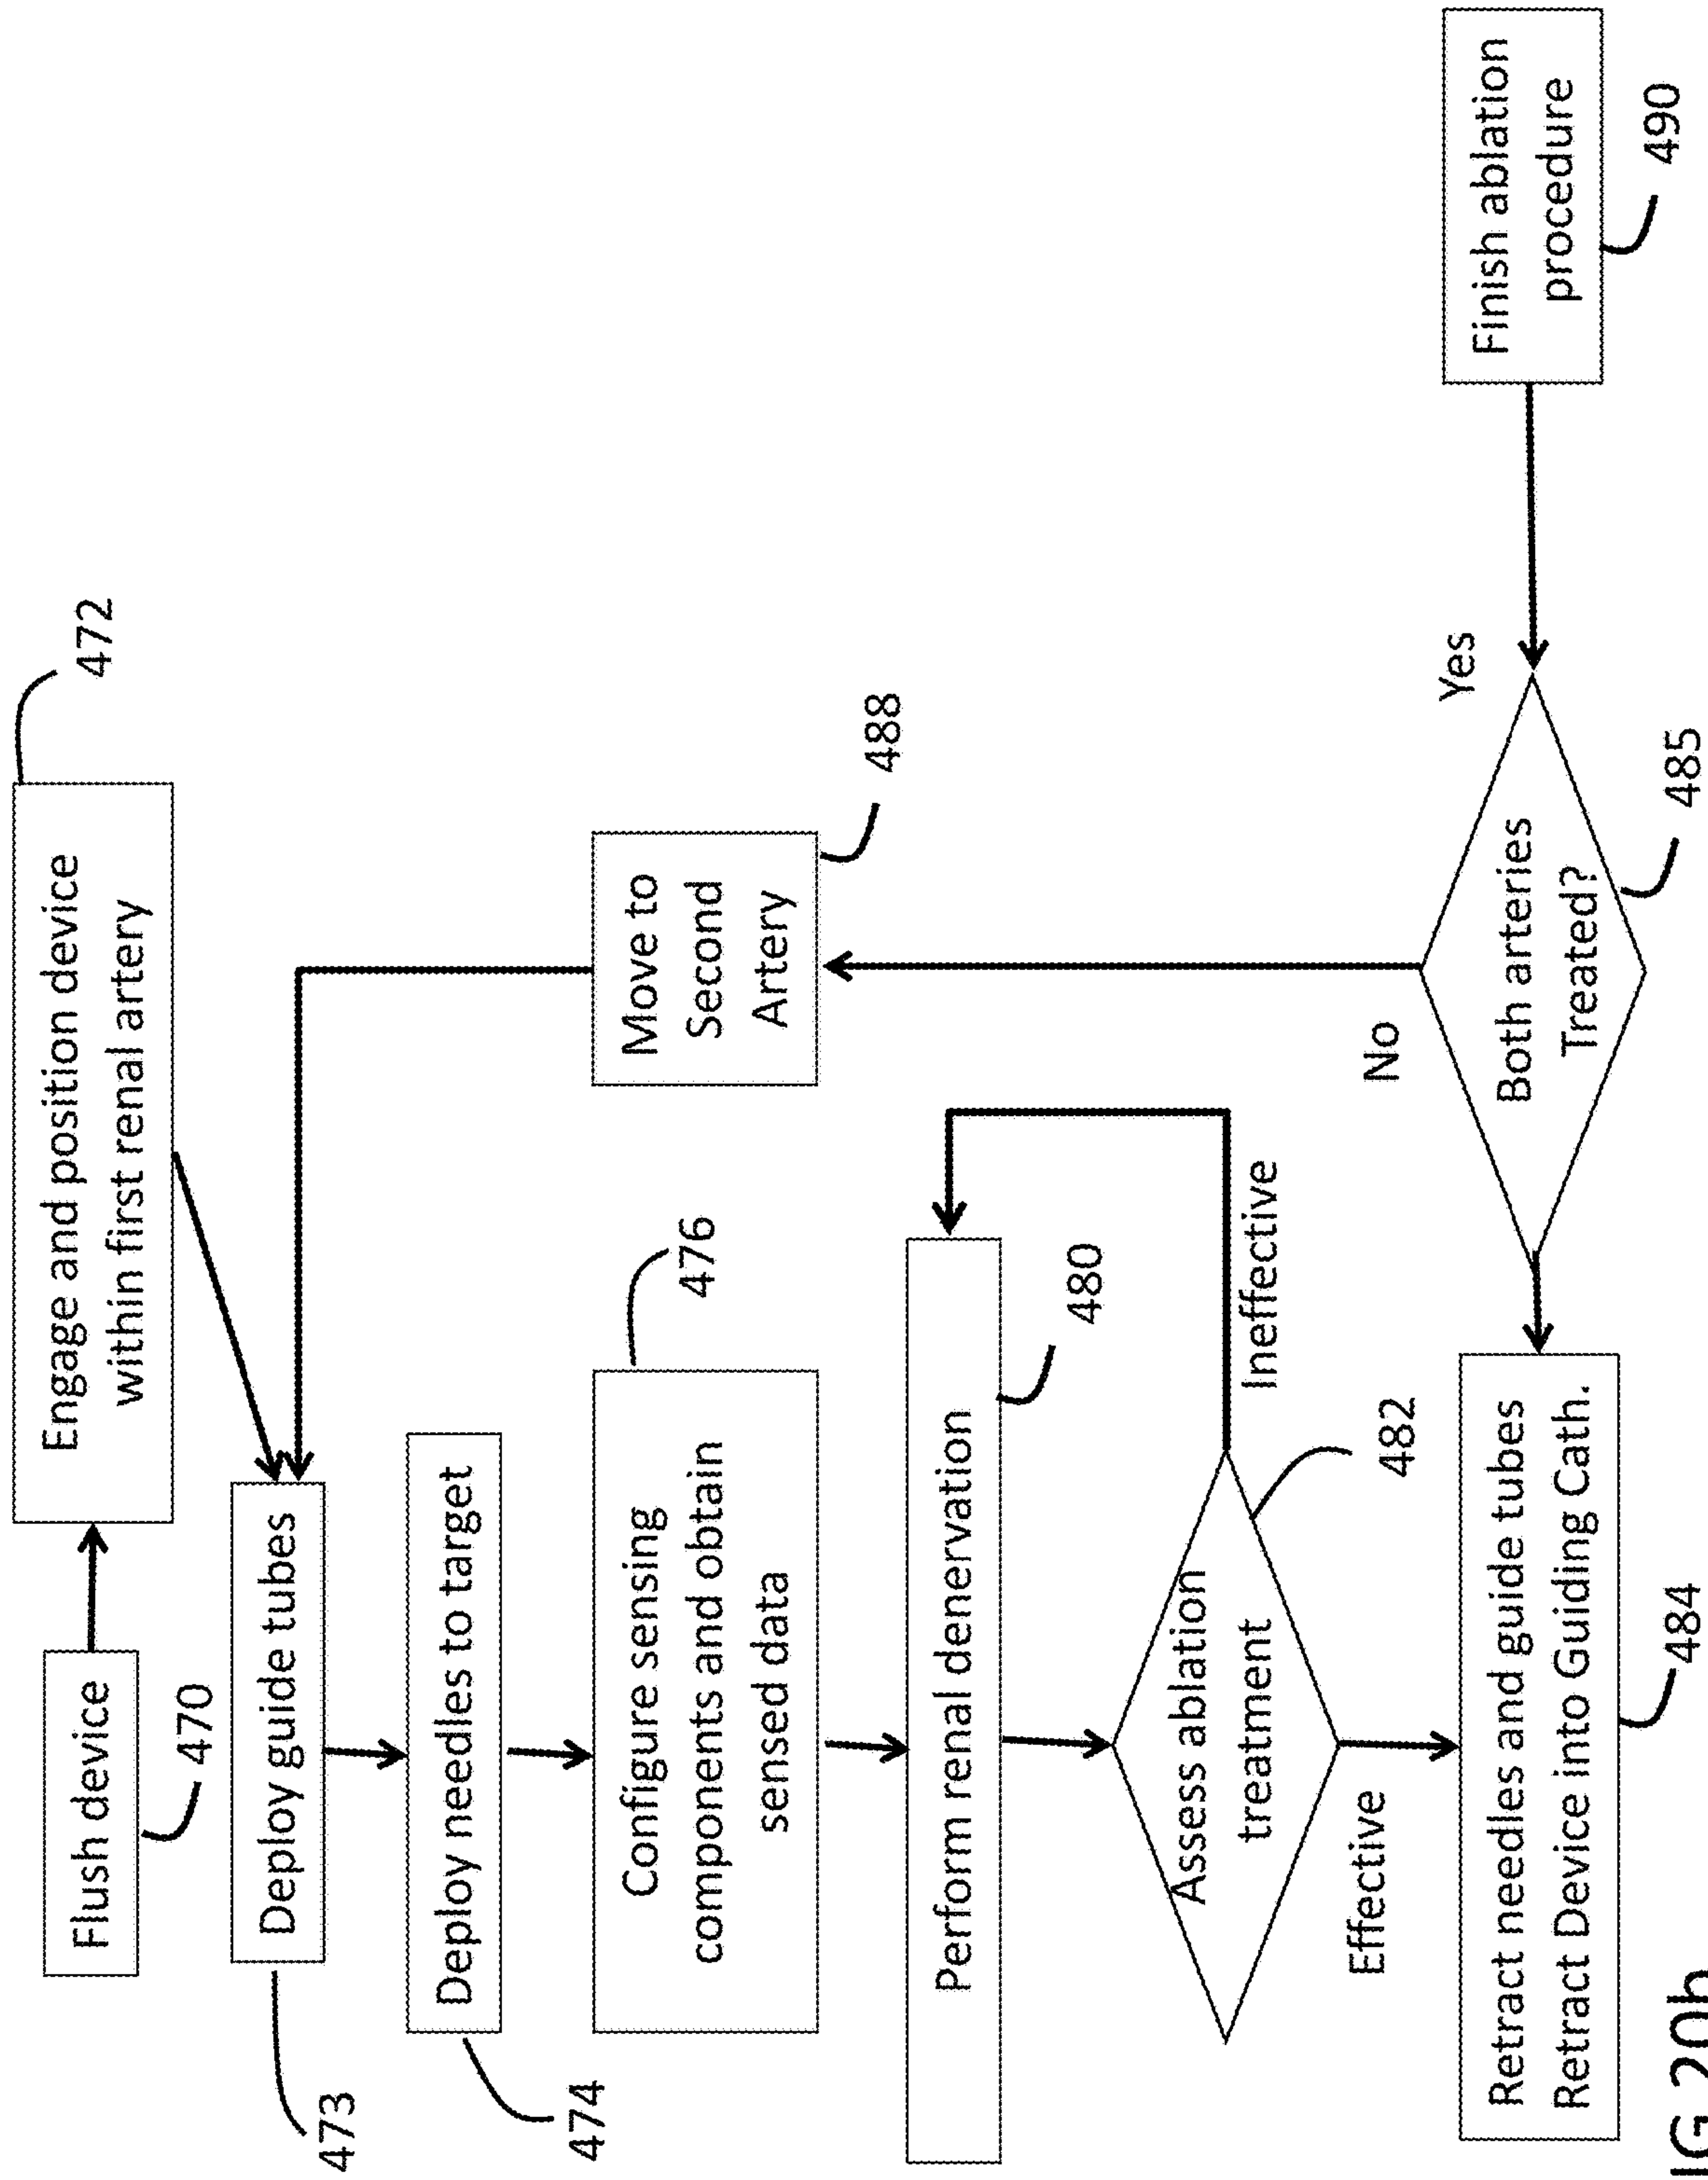 Flush device
470
Engage and position device
within first renal artery
472
Deploy guide tubes
473
Deploy needles to target
474
Configure sensing
components and obtain
sensed data
476
Move to
Second
Artery
488
Perform renal denervation
480
Assess ablation
treatment
482
Ineffective
Effective
No
Yes
Retract needles and guide tubes
Retract Device into Guiding Cath.
484
Both arteries
Treated?
485
Finish ablation
procedure
490
IG 20b